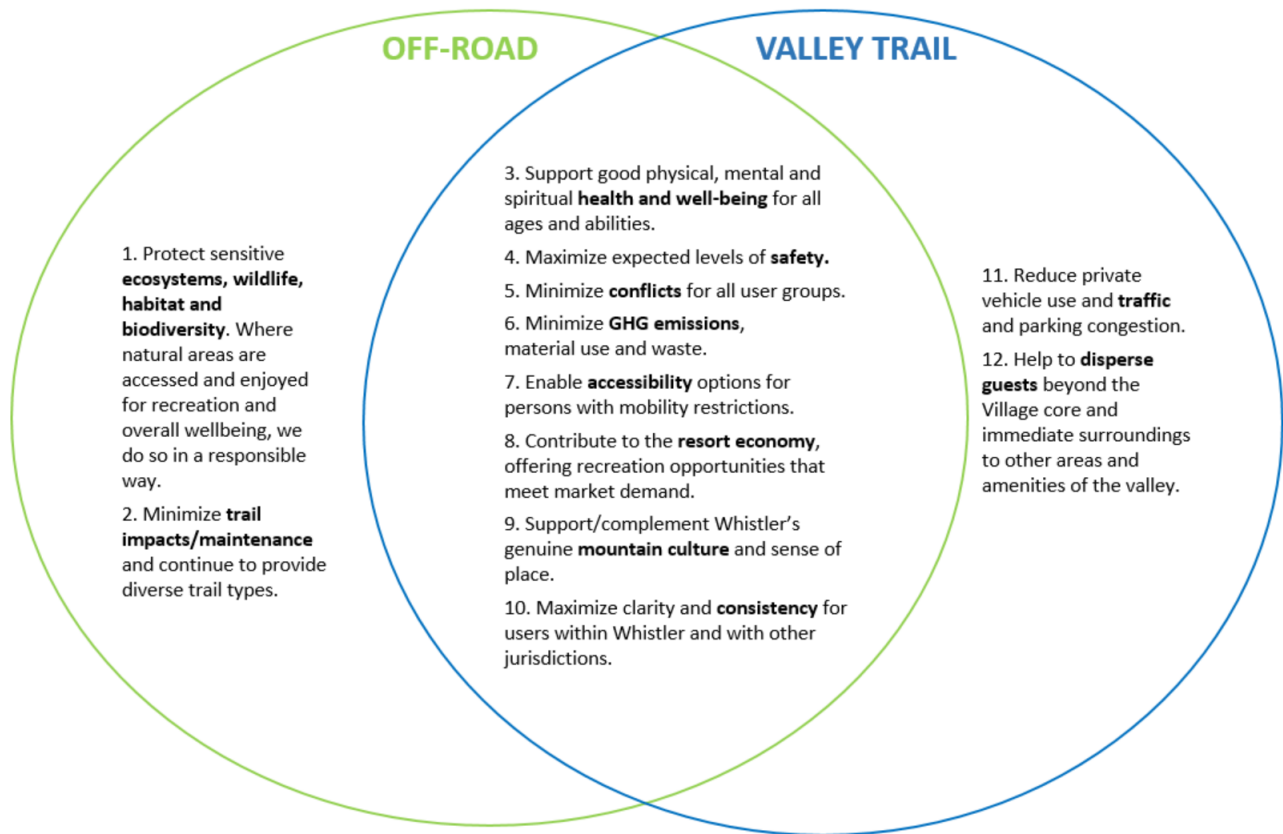 OFF-ROAD
VALLEY TRAIL
1. Protect sensitive
ecosystems, wildlife,
habitat and
biodiversity. Where
natural areas are
accessed and enjoyed
for recreation and
overall wellbeing, we
do so in a responsible
way.
2. Minimize trail
impacts/maintenance
and continue to provide
diverse trail types.
3. Support good physical, mental and
spiritual health and well-being for all
ages and abilities.
4. Maximize expected levels of safety.
5. Minimize conflicts for all user groups.
6. Minimize GHG emissions,
material use and waste.
7. Enable accessibility options for
persons with mobility restrictions.
8. Contribute to the resort economy,
offering recreation opportunities that
meet market demand.
9. Support/complement Whistler’s
genuine mountain culture and sense of
place.
10. Maximize clarity and consistency for
users within Whistler and with other
jurisdictions.
11. Reduce private
vehicle use and traffic
and parking congestion.
12. Help to disperse
guests beyond the
Village core and
immediate surroundings
to other areas and
amenities of the valley.